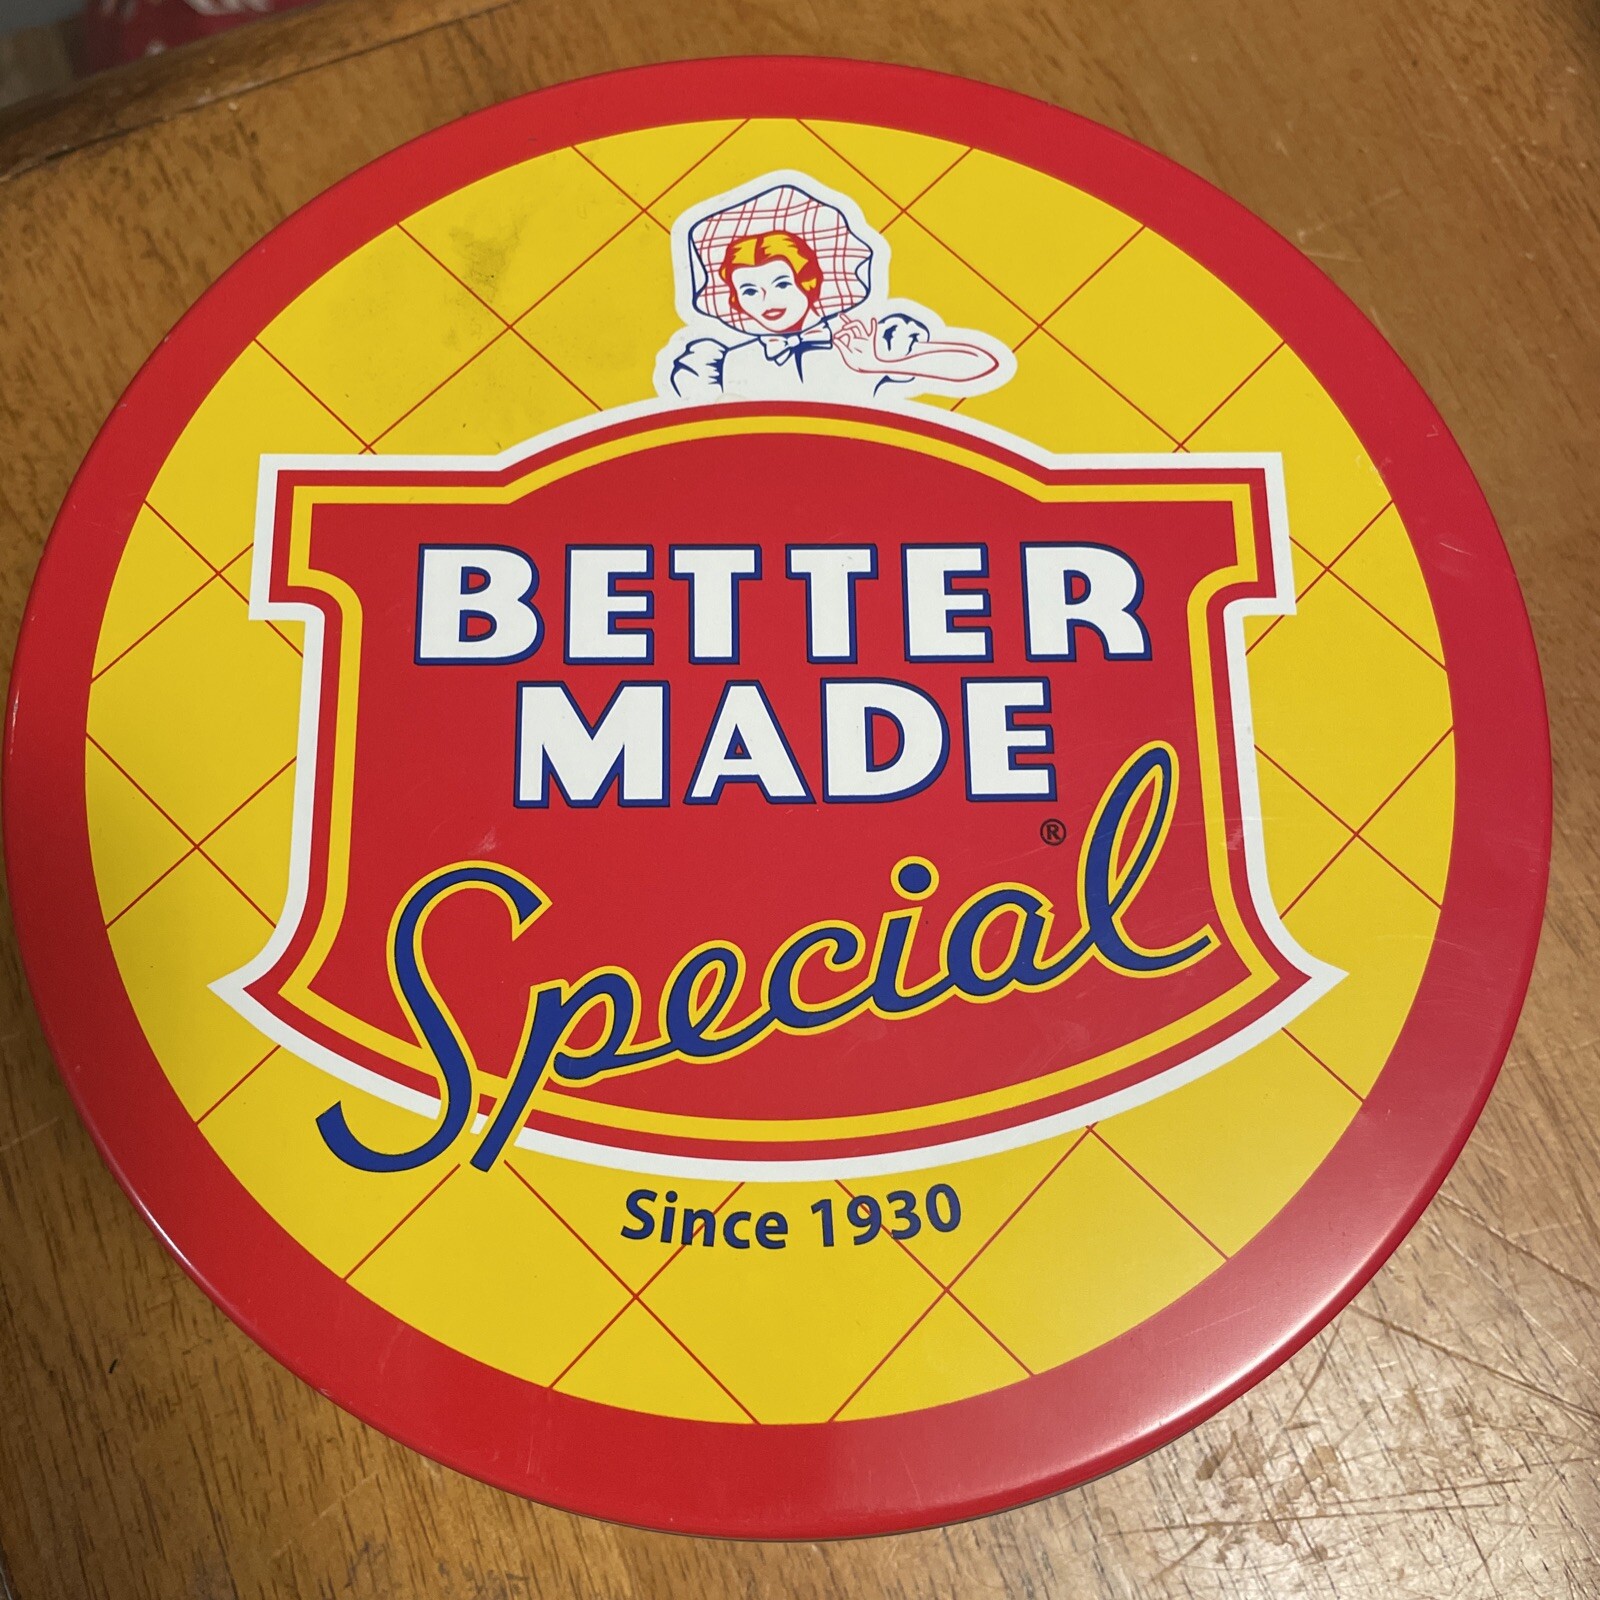 BETTER
MADE
®
Special
Since 1930